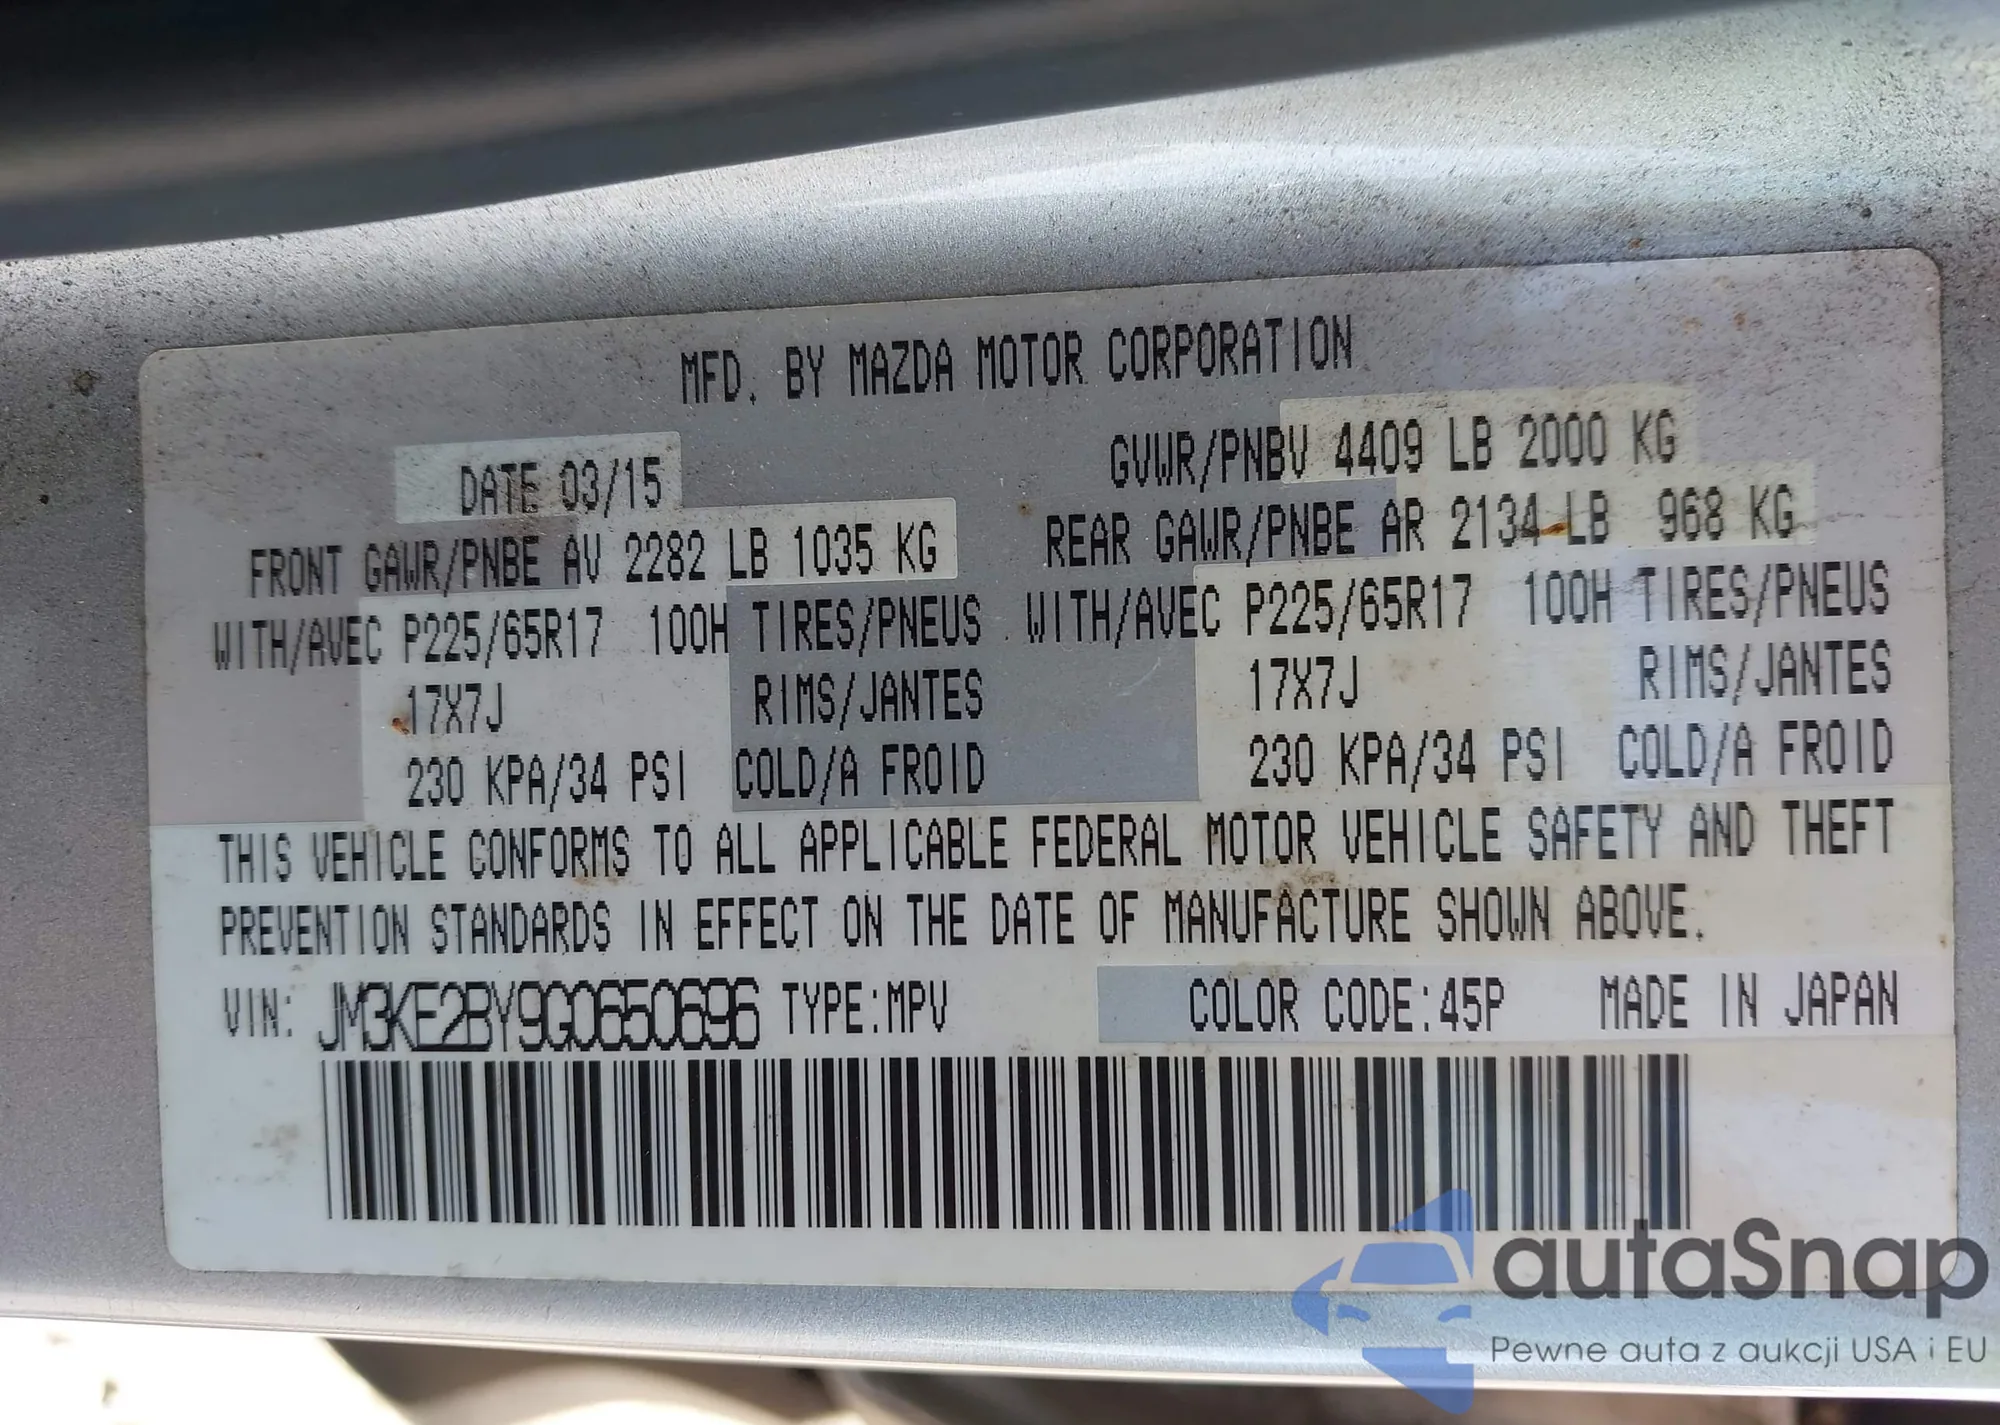 MFD. BY MAZDA MOTOR CORPORATION
DATE 03/15 GVWR/PNBV 4409 LB 2000 KG
FRONT GAWR/PNBE AV 2282 LB 1035 KG REAR GAWR/PNBE AR 2134 LB 968 KG
WITH/AVEC P225/65R17 100H TIRES/PNEUS WITH/AVEC P225/65R17 100H TIRES/PNEUS
17X7J RIMS/JANTES 17X7J RIMS/JANTES
230 KPA/34 PSI COLD/A FROID 230 KPA/34 PSI COLD/A FROID
THIS VEHICLE CONFORMS TO ALL APPLICABLE FEDERAL MOTOR VEHICLE SAFETY AND THEFT
PREVENTION STANDARDS IN EFFECT ON THE DATE OF MANUFACTURE SHOWN ABOVE.
VIN: JM3KE2BY9G0650696 TYPE:MPV COLOR CODE:45P MADE IN JAPAN
autaSnap
Pewne auta z aukcji USA i EU